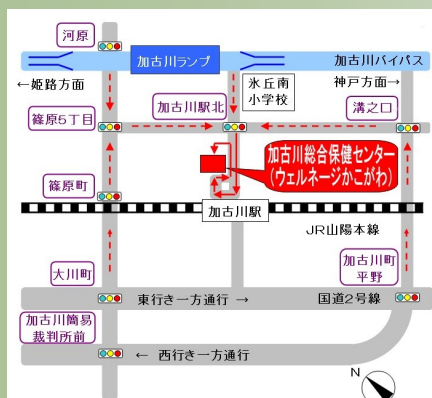 河原
加古川ランプ
加古川バイパス
←姫路方面
神戸方面→
加古川駅北
氷丘南
小学校
溝之口
篠原5丁目
加古川総合保健センター
(ウェルネージかこがわ)
篠原町
加古川駅
JR山陽本線
大川町
加古川町
平野
東行き一方通行 →
国道2号線
加古川簡易
裁判所前
← 西行き一方通行
N